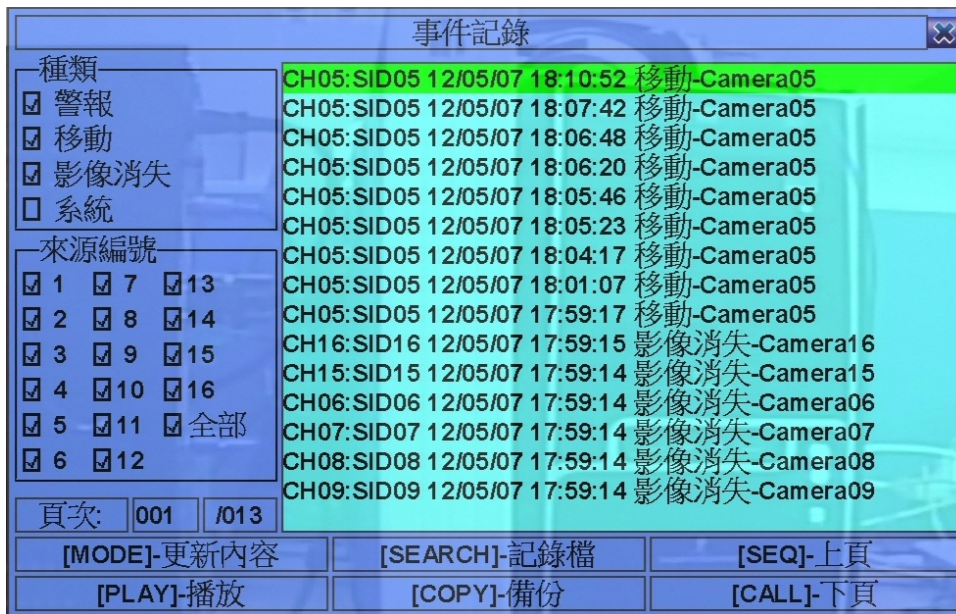 事件記錄
種類
警報
移動
影像消失
系統
來源編號
1 7 13
2 8 14
3 9 15
4 10 16
5 11 全部
6 12
頁次: 001 /013
CH05:SID05 12/05/07 18:10:52 移動-Camera05
CH05:SID05 12/05/07 18:07:42 移動-Camera05
CH05:SID05 12/05/07 18:06:48 移動-Camera05
CH05:SID05 12/05/07 18:06:20 移動-Camera05
CH05:SID05 12/05/07 18:05:46 移動-Camera05
CH05:SID05 12/05/07 18:05:23 移動-Camera05
CH05:SID05 12/05/07 18:04:17 移動-Camera05
CH05:SID05 12/05/07 18:01:07 移動-Camera05
CH05:SID05 12/05/07 17:59:17 移動-Camera05
CH16:SID16 12/05/07 17:59:15 影像消失-Camera16
CH15:SID15 12/05/07 17:59:14 影像消失-Camera15
CH06:SID06 12/05/07 17:59:14 影像消失-Camera06
CH07:SID07 12/05/07 17:59:14 影像消失-Camera07
CH08:SID08 12/05/07 17:59:14 影像消失-Camera08
CH09:SID09 12/05/07 17:59:14 影像消失-Camera09
[MODE]-更新內容 [SEARCH]-記錄檔 [SEQ]-上頁
[PLAY]-播放 [COPY]-備份 [CALL]-下頁